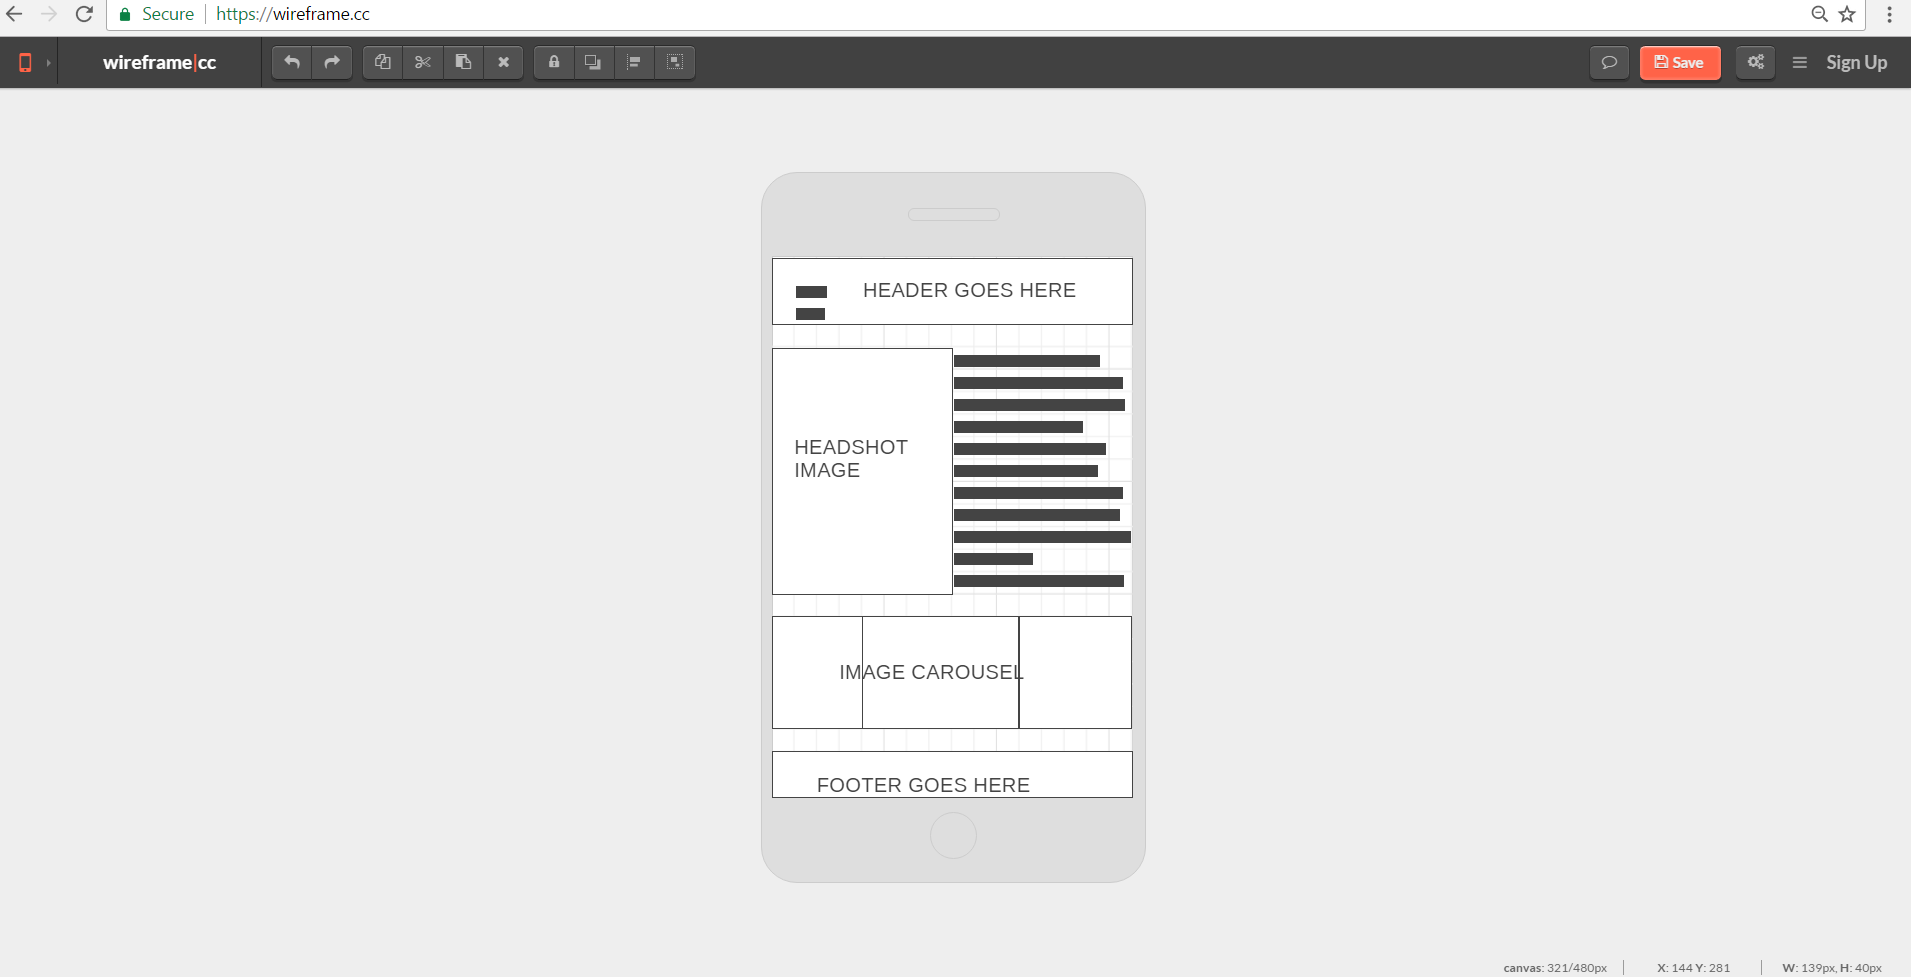 Secure https://wireframe.cc
wireframe|cc
Save
Sign Up
HEADER GOES HERE
HEADSHOT
IMAGE
IMAGE CAROUSEL
FOOTER GOES HERE
canvas: 321/480px X: 144 Y: 281 W: 139px, H: 40px